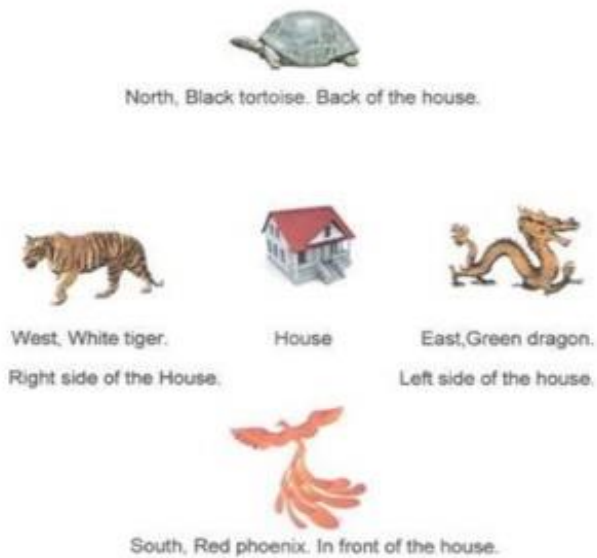 North, Black tortoise. Back of the house.
West, White tiger.
House
East,Green dragon.
Right side of the House.
Left side of the house.
South, Red phoenix. In front of the house.